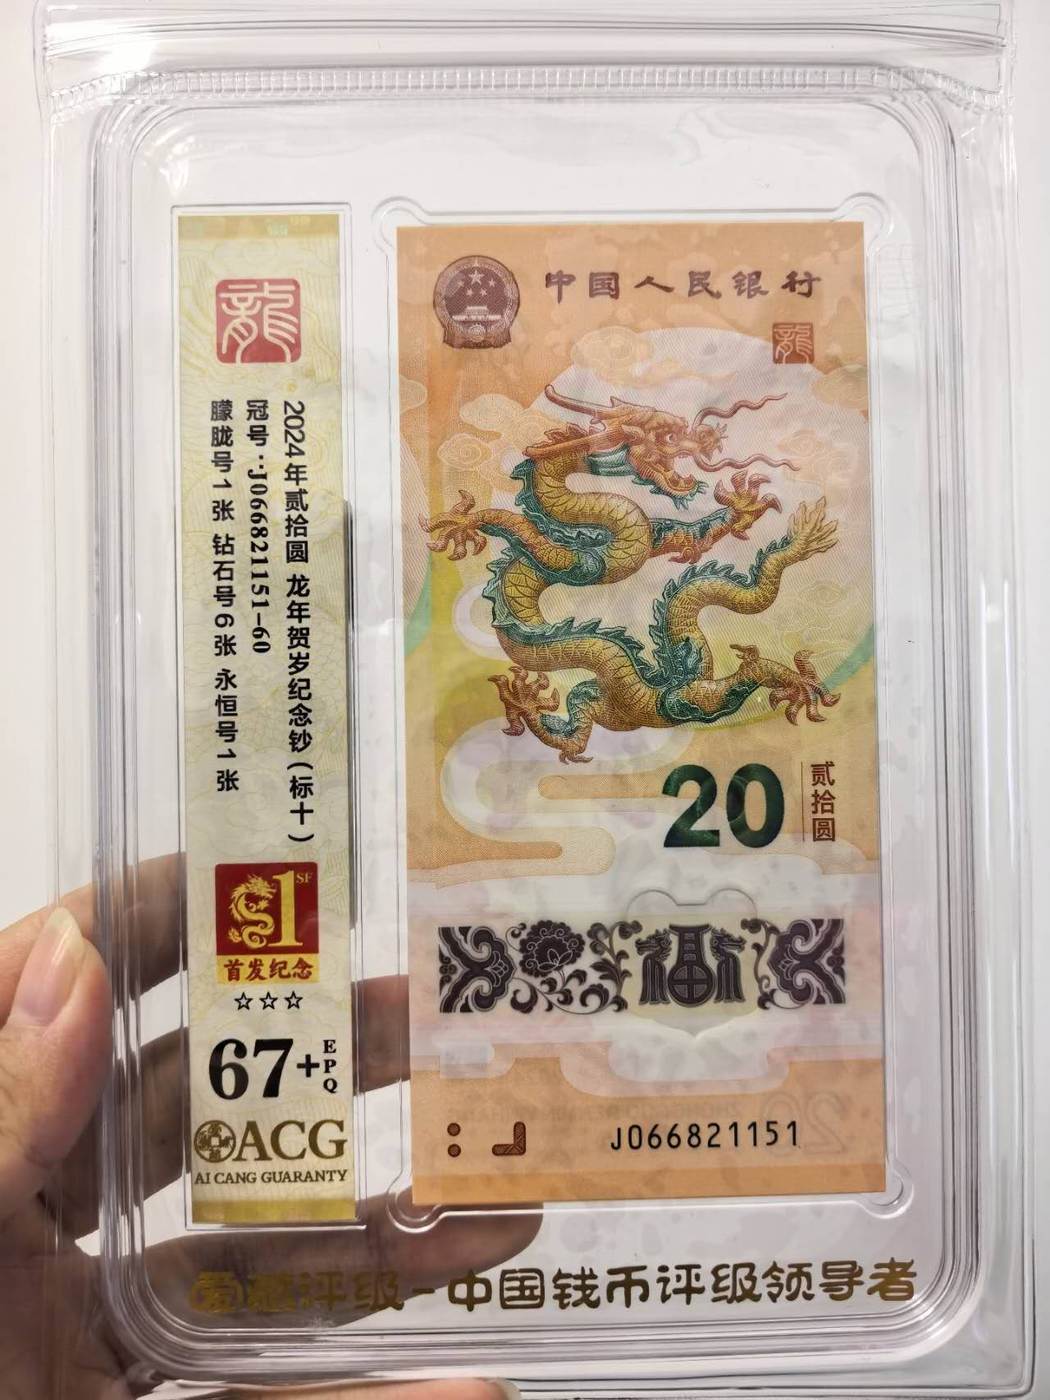 龍
2024年贰拾圆 龙年贺岁纪念钞(标十)
冠号:J066821151-60
朦胧号1张 钻石号6张 永恒号1张
1SF
首发纪念
☆☆☆
67+EPQ
ACG
AI CANG GUARANTY
中国人民银行
龍
20
贰拾圆
福
J066821151
爱藏评级-中国钱币评级领导者